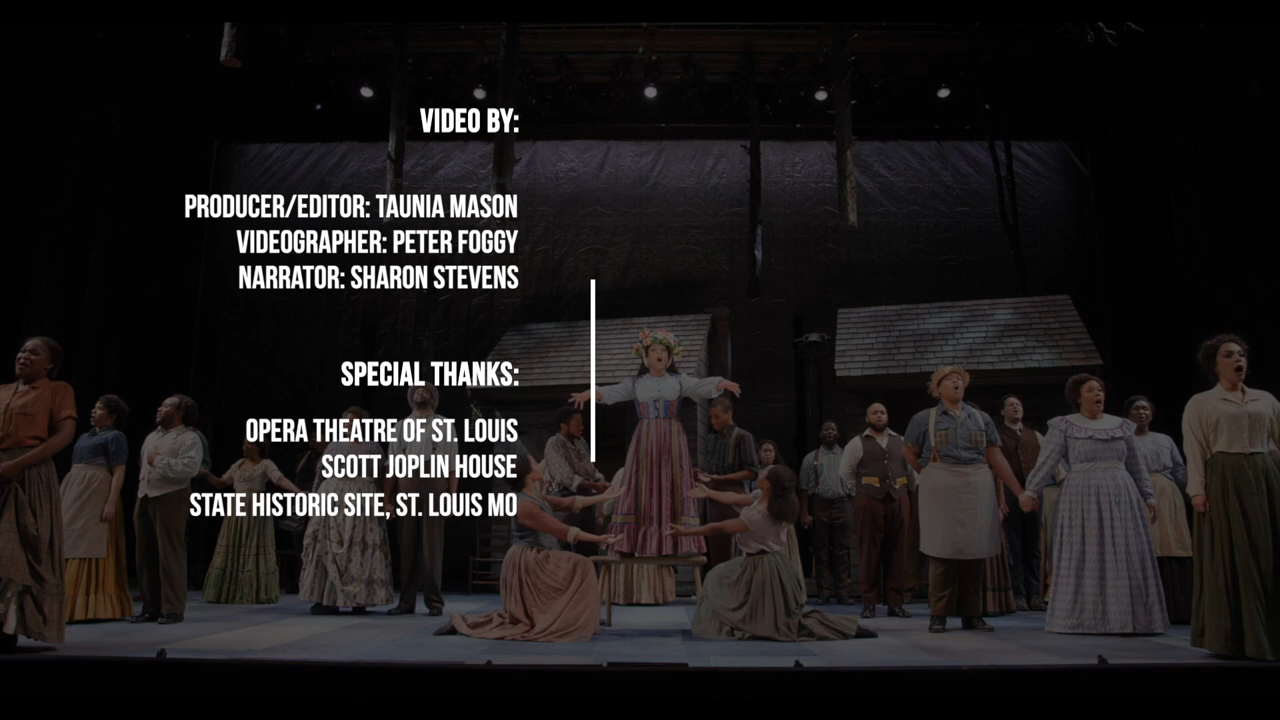 VIDEO BY:
PRODUCER/EDITOR: TAUNIA MASON
VIDEOGRAPHER: PETER FOGGY
NARRATOR: SHARON STEVENS
SPECIAL THANKS:
OPERA THEATRE OF ST. LOUIS
SCOTT JOPLIN HOUSE
STATE HISTORIC SITE, ST. LOUIS MO